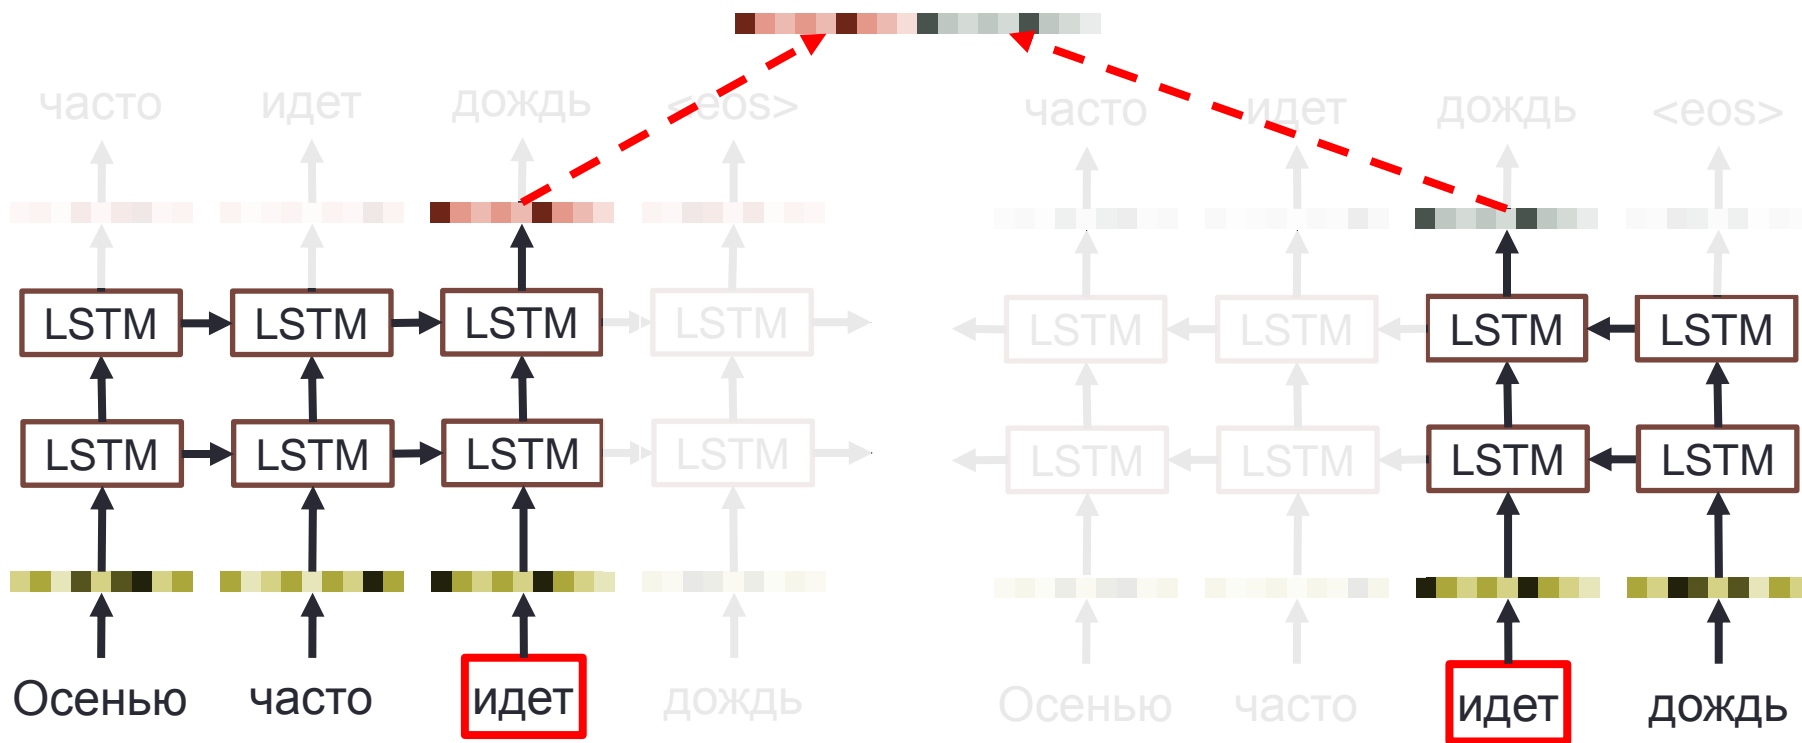 часто идет дождь <eos> часто идет дождь <eos>
LSTM LSTM LSTM LSTM LSTM LSTM LSTM LSTM
LSTM LSTM LSTM LSTM LSTM LSTM LSTM LSTM
Осенью часто идет дождь Осенью часто идет дождь